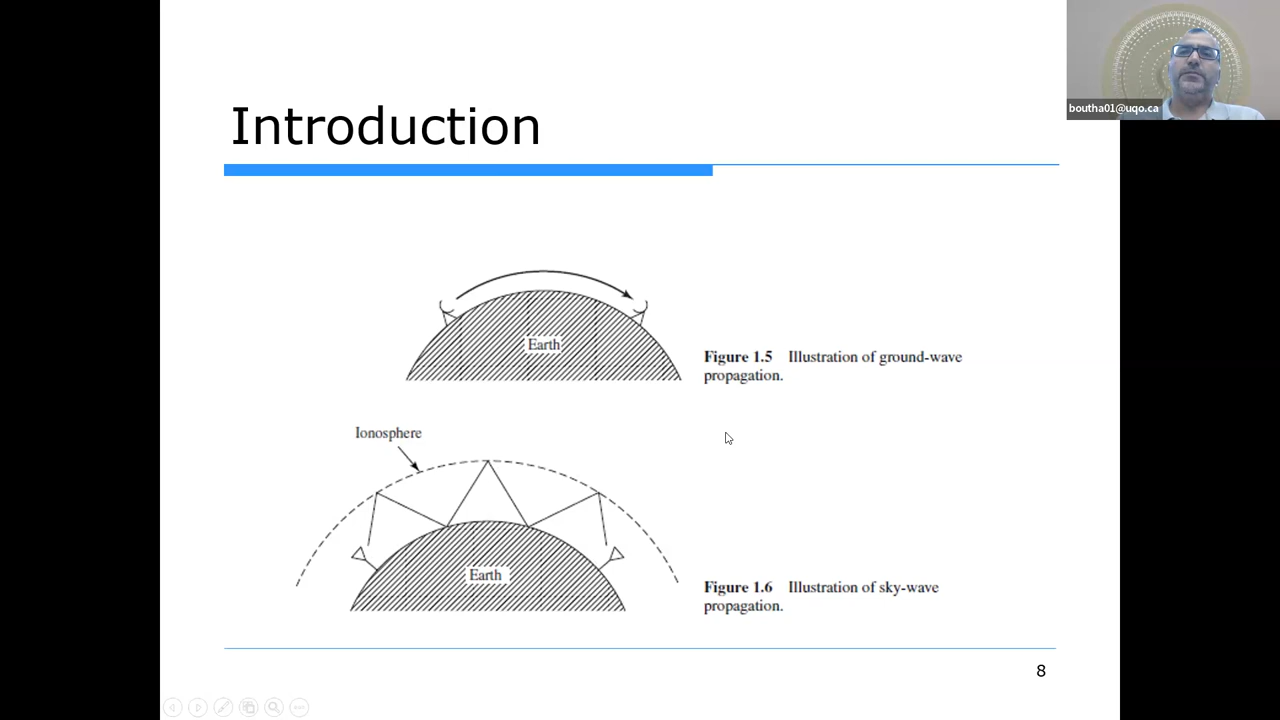 boutha01@uqo.ca
Introduction
Earth
Figure 1.5 Illustration of ground-wave
propagation.
Ionosphere
Earth
Figure 1.6 Illustration of sky-wave
propagation.
8